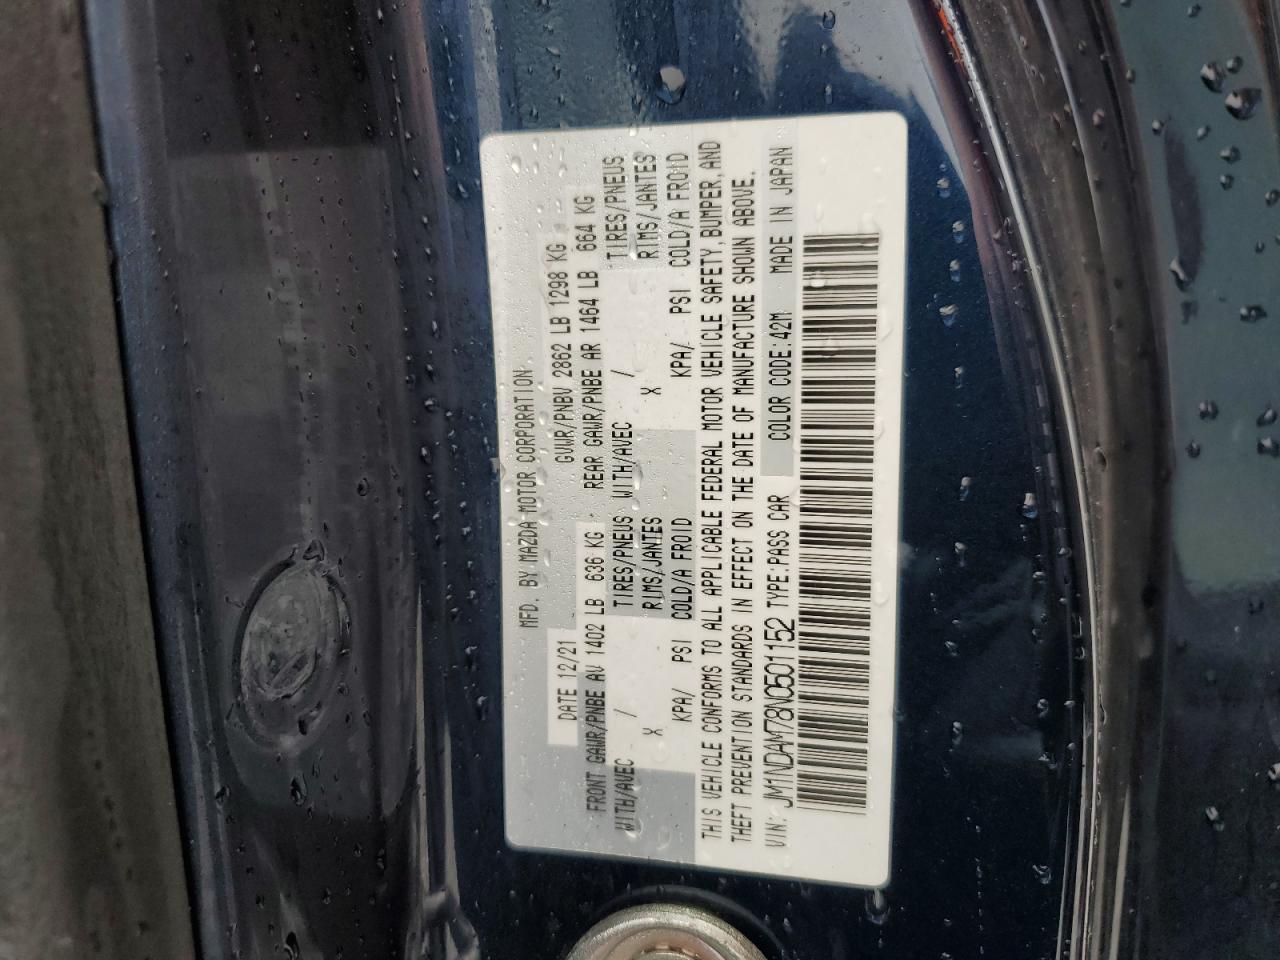 MFD. BY MAZDA MOTOR CORPORATION
DATE 12/21 GVWR/PNBV 2862 LB 1298 KG
FRONT GAWR/PNBE AV 1402 LB 636 KG REAR GAWR/PNBE AR 1464 LB 664 KG
WITH/AVEC / TIRES/PNEUS WITH/AVEC / TIRES/PNEUS
X RIMS/JANTES X RIMS/JANTES
KPA/ PSI COLD/A FROID KPA/ PSI COLD/A FROID
THIS VEHICLE CONFORMS TO ALL APPLICABLE FEDERAL MOTOR VEHICLE SAFETY, BUMPER, AND
THEFT PREVENTION STANDARDS IN EFFECT ON THE DATE OF MANUFACTURE SHOWN ABOVE.
VIN: JM1NDAM78N0501152 TYPE:PASS CAR COLOR CODE:42M MADE IN JAPAN